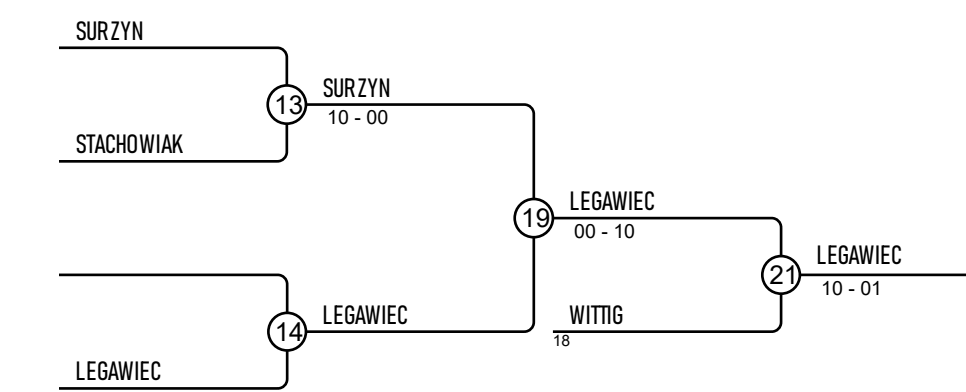 SURZYN
13
SURZYN
10 - 00
STACHOWIAK
19
LEGAWIEC
00 - 10
21
LEGAWIEC
10 - 01
14
LEGAWIEC
WITTIG
18
LEGAWIEC